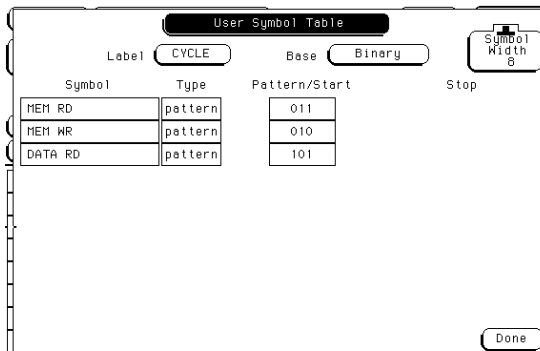 User Symbol Table
Label CYCLE Base Binary
Symbol Width 8
Symbol Type Pattern/Start Stop
MEM RD pattern 011
MEM WR pattern 010
DATA RD pattern 101
Done